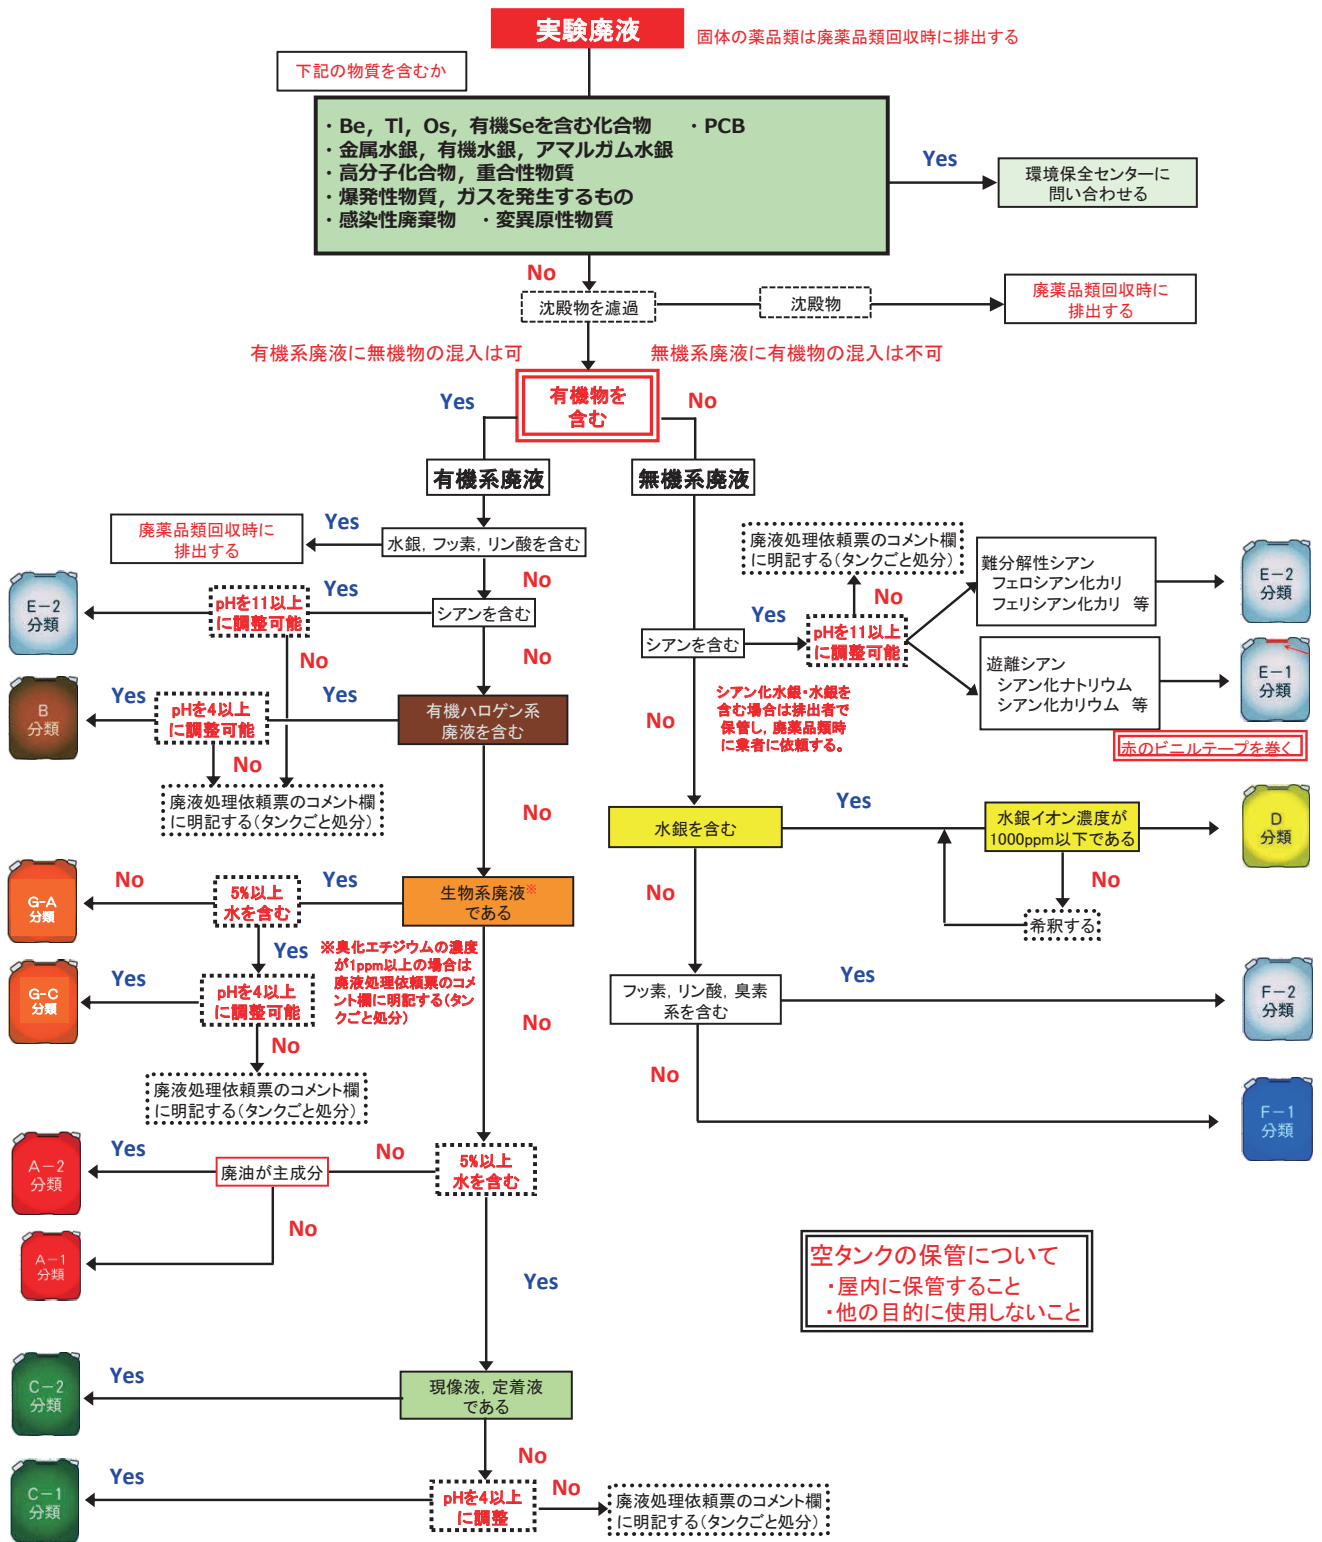 実験廃液
固体の薬品類は廃薬品類回収時に排出する
下記の物質を含むか
・Be，Tl，Os，有機Seを含む化合物　・PCB
・金属水銀，有機水銀，アマルガム水銀
・高分子化合物，重合性物質
・爆発性物質，ガスを発生するもの
・感染性廃棄物　・変異原性物質
Yes
環境保全センターに
問い合わせる
No
沈殿物を濾過
沈殿物
廃薬品類回収時に
排出する
有機系廃液に無機物の混入は可
無機系廃液に有機物の混入は不可
有機物を
含む
Yes
No
有機系廃液
無機系廃液
廃薬品類回収時に
排出する
Yes
水銀，フッ素，リン酸を含む
No
E－2
分類
pHを11以上
に調整可能
Yes
シアンを含む
No
No
B
分類
Yes
pHを4以上
に調整可能
Yes
有機ハロゲン系
廃液を含む
No
廃液処理依頼票のコメント欄
に明記する（タンクごと処分）
No
G-A
分類
No
5%以上
水を含む
Yes
生物系廃液※
である
Yes
※臭化エチジウムの濃度
が1ppm以上の場合は
廃液処理依頼票のコメ
ント欄に明記する（タン
クごと処分）
G-C
分類
Yes
pHを4以上
に調整可能
No
No
廃液処理依頼票のコメント欄
に明記する（タンクごと処分）
A－2
分類
Yes
廃油が主成分
No
5%以上
水を含む
No
A－1
分類
Yes
C－2
分類
Yes
現像液，定着液
である
No
C－1
分類
Yes
pHを4以上
に調整
No
廃液処理依頼票のコメント欄
に明記する（タンクごと処分）
廃液処理依頼票のコメント欄
に明記する（タンクごと処分）
No
シアンを含む
Yes
pHを11以上
に調整可能
難分解性シアン
フェロシアン化カリ
フェリシアン化カリ　等
E－2
分類
遊離シアン
シアン化ナトリウム
シアン化カリウム　等
E－1
分類
赤のビニルテープを巻く
No
シアン化水銀・水銀を
含む場合は排出者で
保管し，廃薬品類時
に業者に依頼する。
水銀を含む
Yes
水銀イオン濃度が
1000ppm以下である
D
分類
No
希釈する
No
フッ素，リン酸，臭素
系を含む
Yes
F－2
分類
No
F－1
分類
空タンクの保管について
・屋内に保管すること
・他の目的に使用しないこと